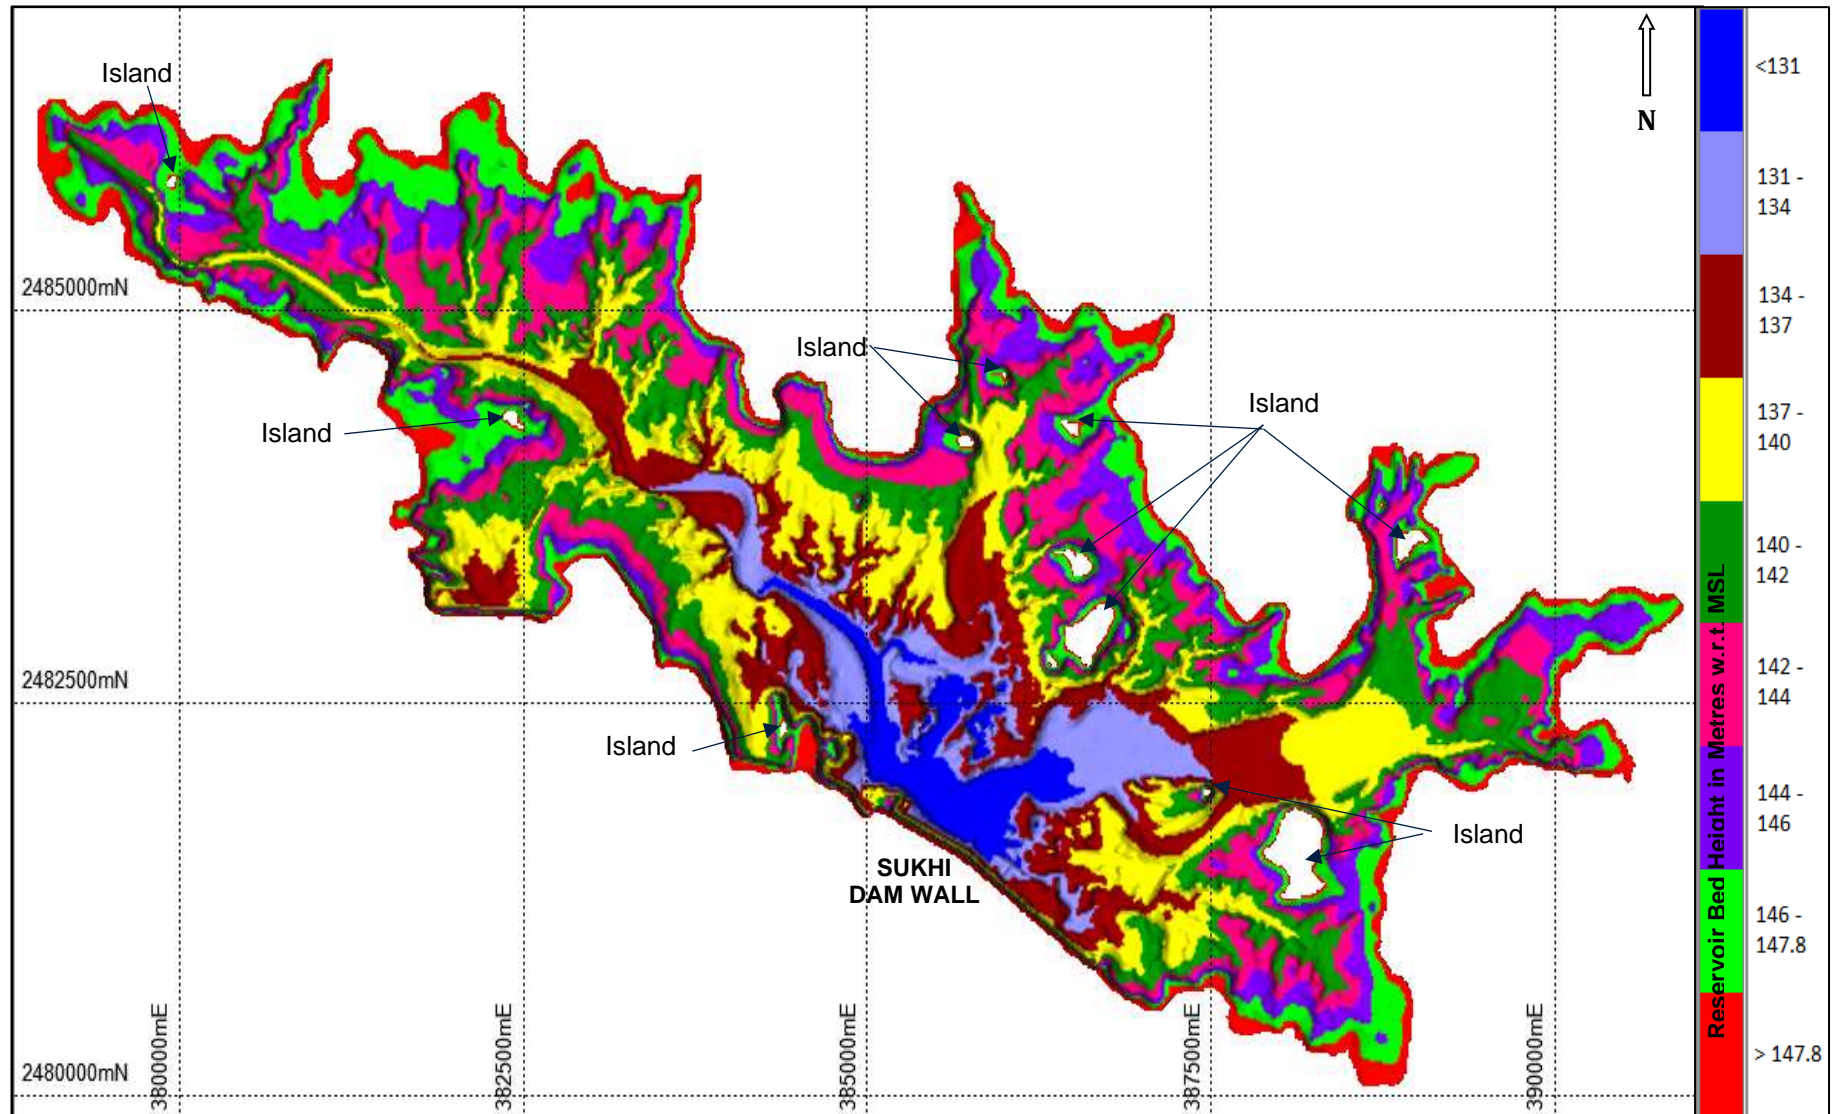 Island
N
2485000mN
Island
Island
Island
2482500mN
Island
Island
SUKHI
DAM WALL
2480000mN
380000mE
382500mE
385000mE
387500mE
390000mE
Reservoir Bed Height in Metres w.r.t. MSL
<131
131 -
134
134 -
137
137 -
140
140 -
142
142 -
144
144 -
146
146 -
147.8
> 147.8